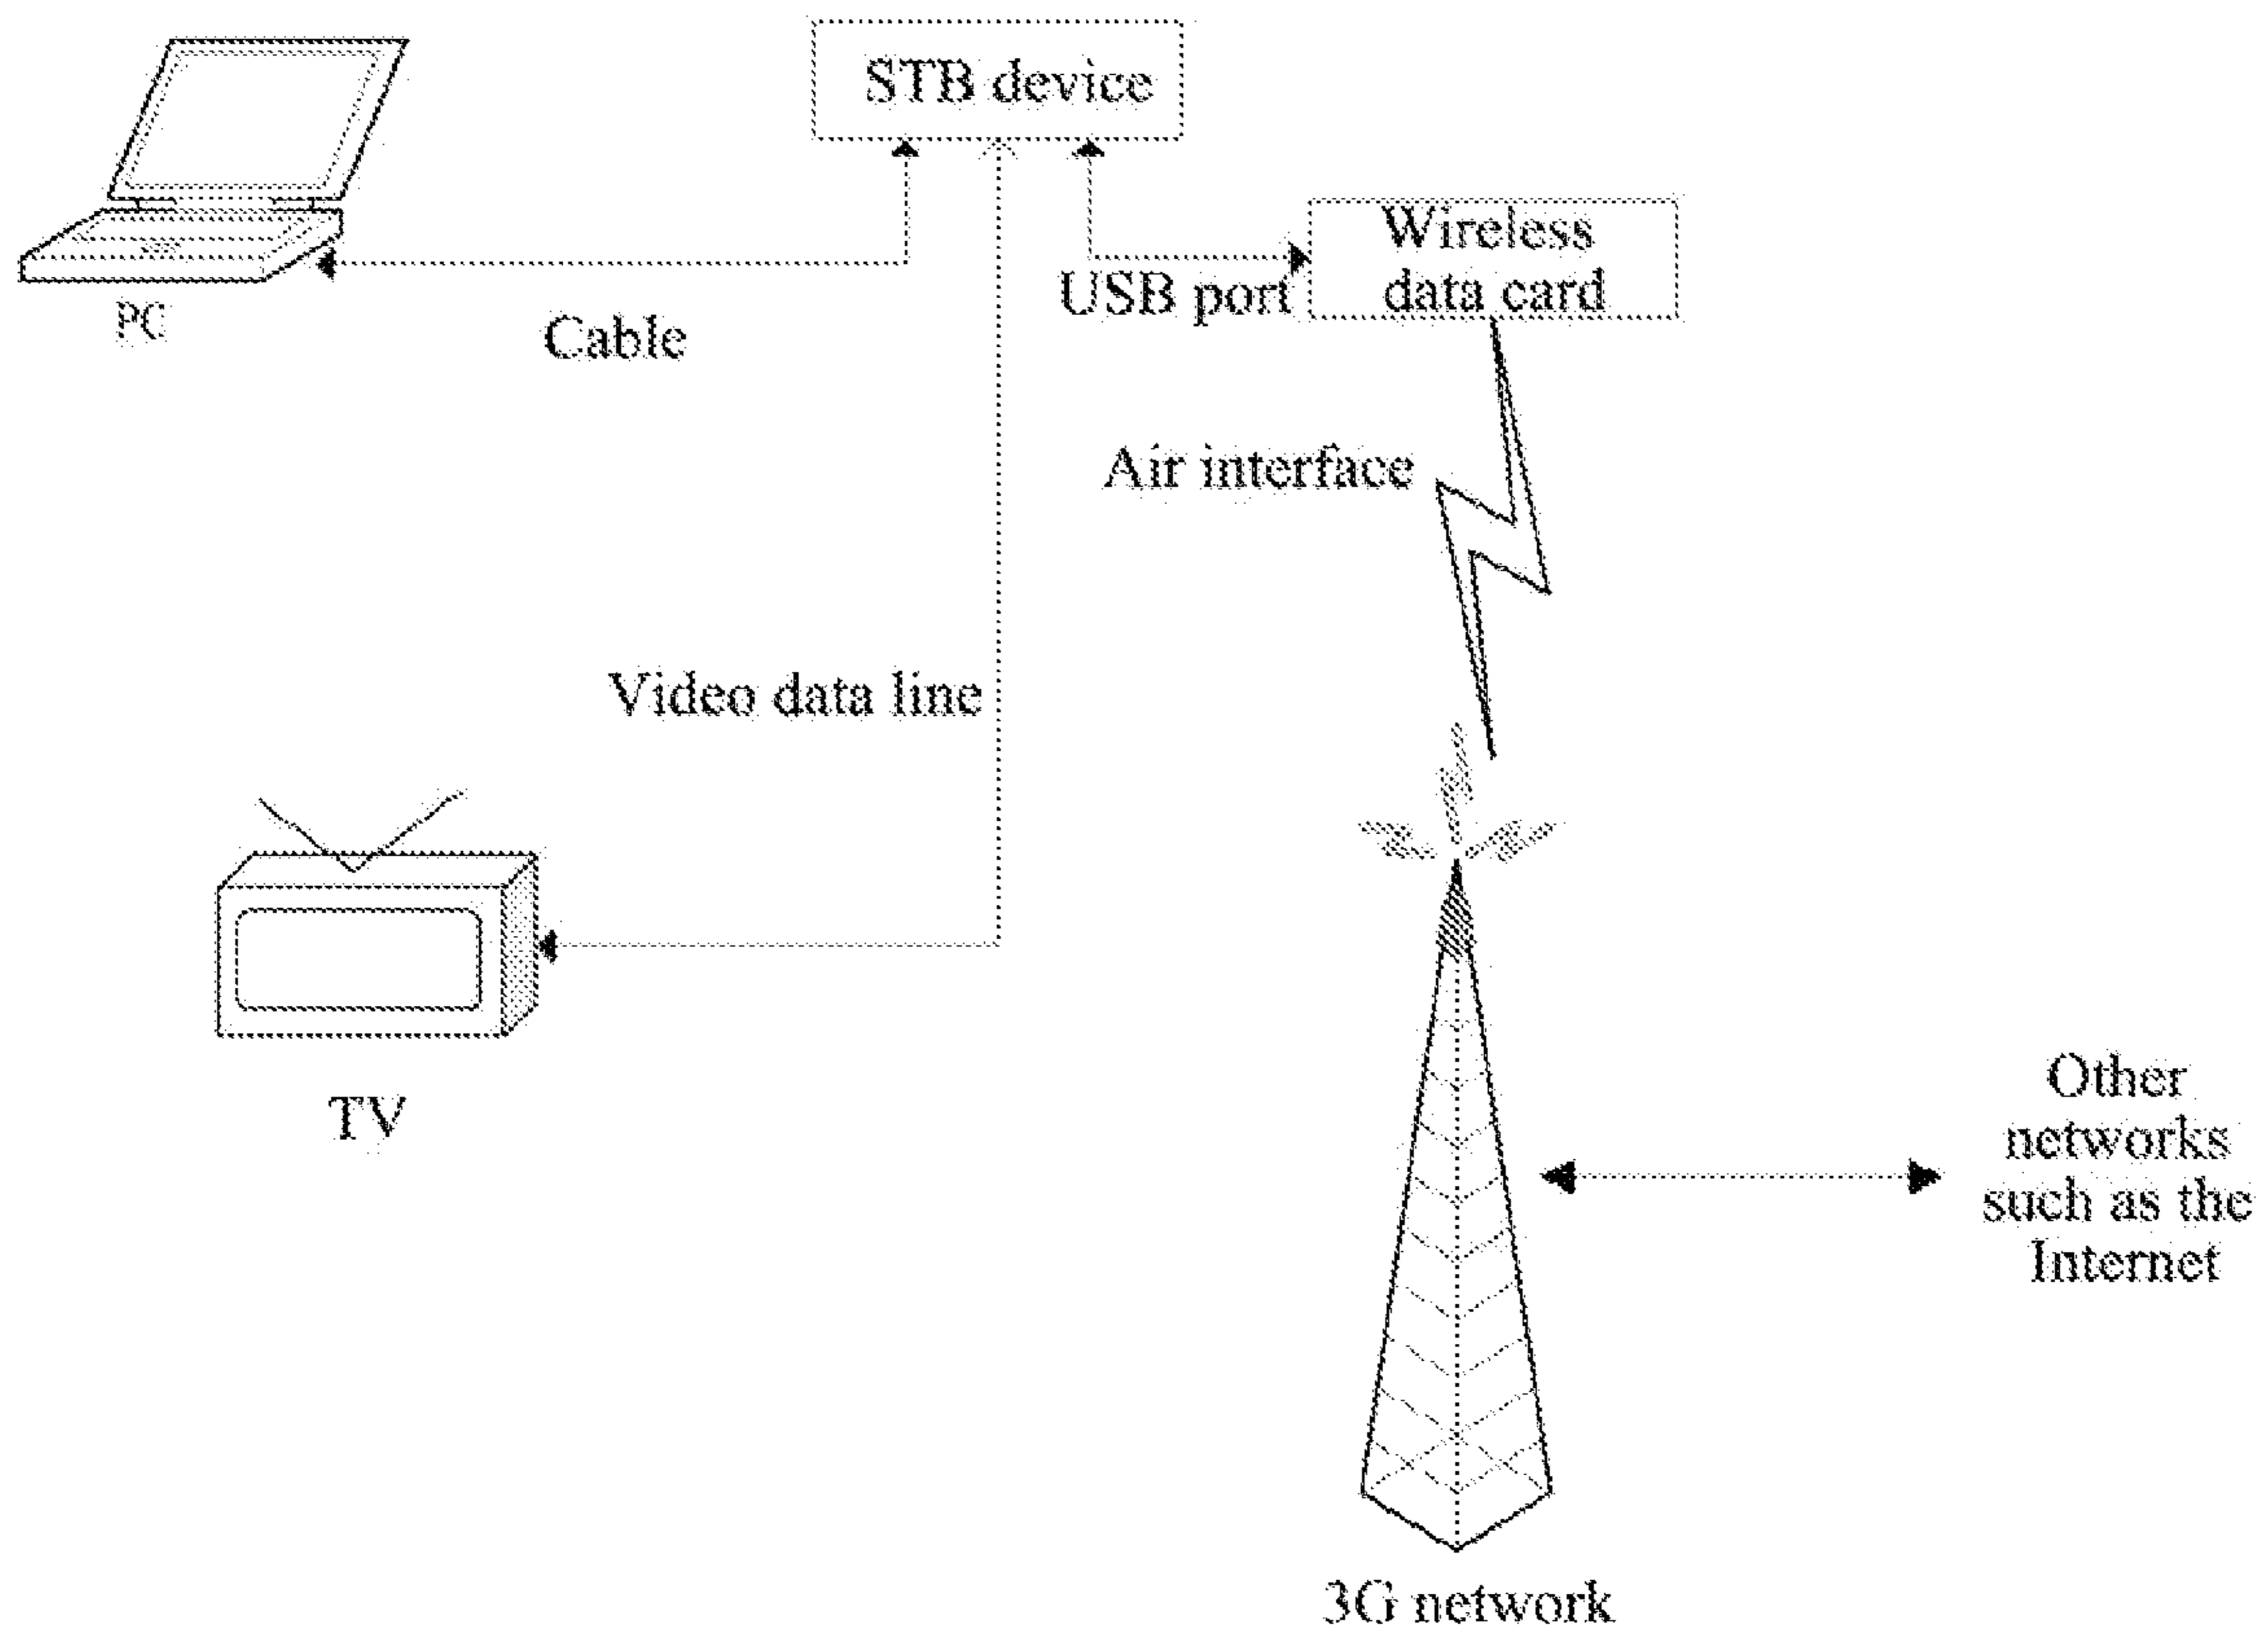 STB device
Wireless
data card
USB port
PC
Cable
Air interface
Video data line
TV
Other
networks
such as the
Internet
3G network